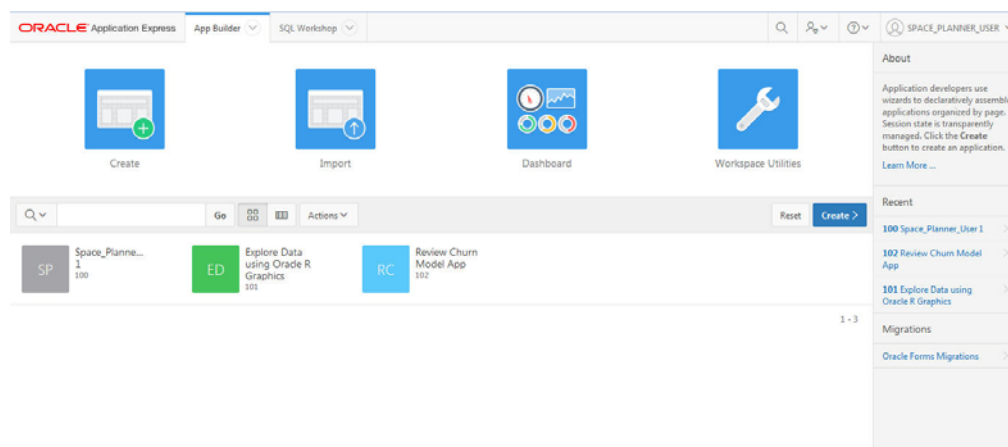 ORACLE Application Express App Builder SQL Workshop SPACE_PLANNER_USER
Create Import Dashboard Workspace Utilities
Go Actions Reset Create >
SP
Space_Planne...
1
100
ED
Explore Data
using Oracle R
Graphics
101
RC
Review Churn
Model App
102
1 - 3
About
Application developers use
wizards to declaratively assemble
applications organized by page.
Session state is transparently
managed. Click the Create
button to create an application.
Learn More ...
Recent
100 Space_Planner_User 1
102 Review Churn Model
App
101 Explore Data using
Oracle R Graphics
Migrations
Oracle Forms Migrations